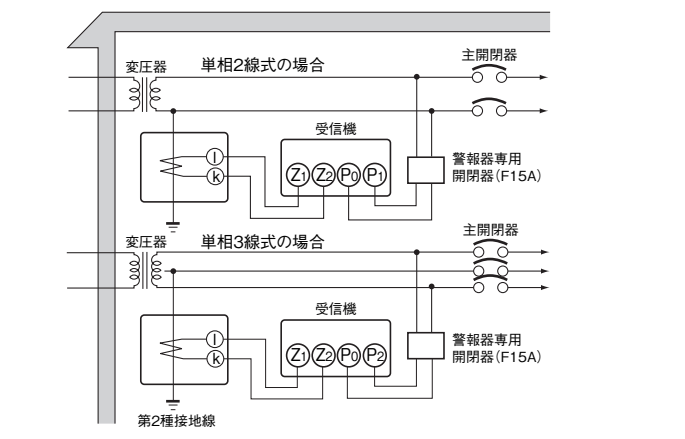 変圧器
単相2線式の場合
主開閉器
受信機
l
k
Z1 Z2 P0 P1
警報器専用
開閉器(F15A)
変圧器
単相3線式の場合
主開閉器
受信機
l
k
Z1 Z2 P0 P2
警報器専用
開閉器(F15A)
第2種接地線